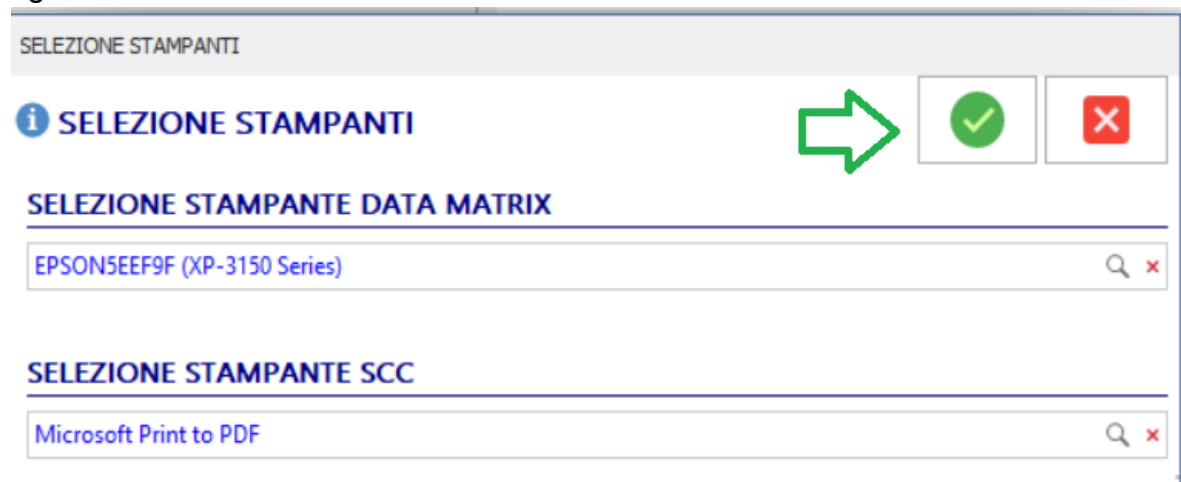 SELEZIONE STAMPANTI
SELEZIONE STAMPANTI
SELEZIONE STAMPANTE DATA MATRIX
EPSON5EEF9F (XP-3150 Series)
SELEZIONE STAMPANTE SCC
Microsoft Print to PDF